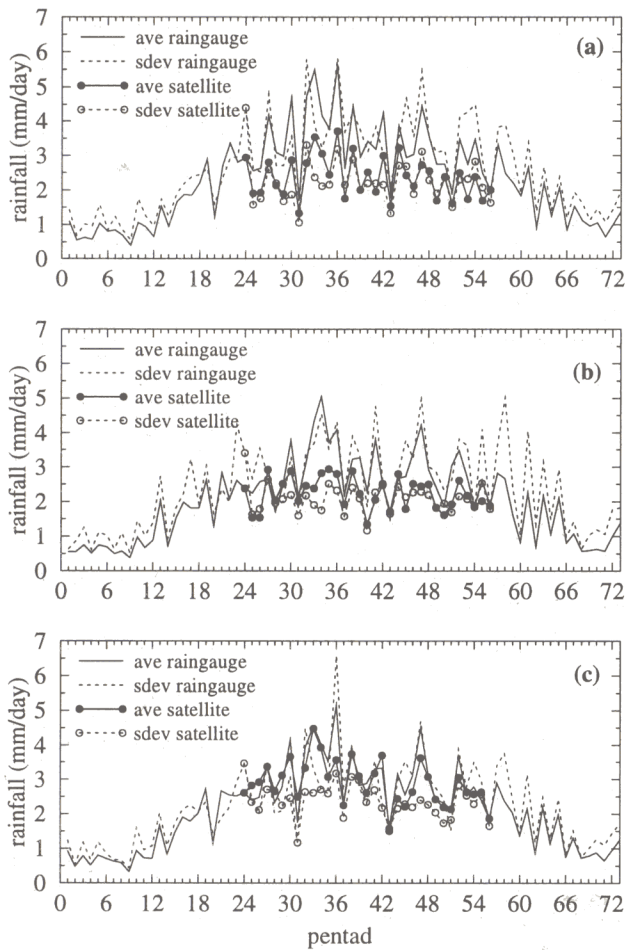 7
6
5
4
3
2
1
0
rainfall (mm/day)
ave raingauge
sdev raingauge
ave satellite
sdev satellite
(a)
0 6 12 18 24 30 36 42 48 54 60 66 72
7
6
5
4
3
2
1
0
rainfall (mm/day)
ave raingauge
sdev raingauge
ave satellite
sdev satellite
(b)
0 6 12 18 24 30 36 42 48 54 60 66 72
7
6
5
4
3
2
1
0
rainfall (mm/day)
ave raingauge
sdev raingauge
ave satellite
sdev satellite
(c)
0 6 12 18 24 30 36 42 48 54 60 66 72
pentad